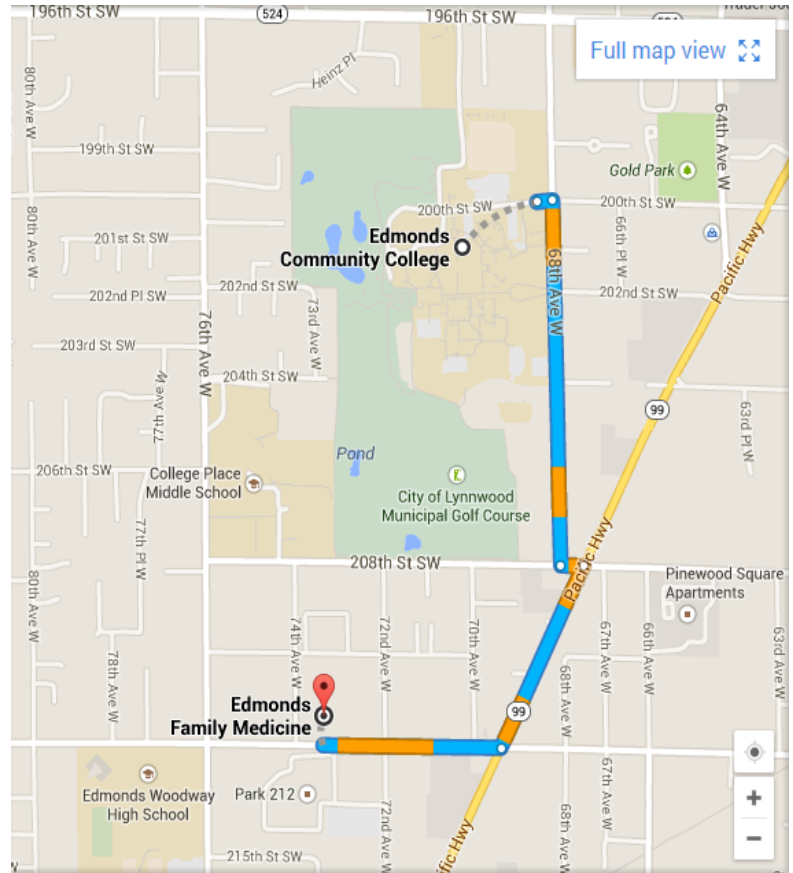 196th St SW
524
196th St SW
524
Full map view
80th Ave W
Heinz Pl
199th St SW
64th Ave W
Gold Park
200th St SW
200th St SW
80th Ave W
201st St SW
Edmonds
Community College
66th Pl W
68th Ave W
Pacific Hwy
202nd Pl SW
202nd St SW
202nd St SW
73rd Ave W
76th Ave W
203rd St SW
204th St SW
77th Ave W
99
63rd Pl W
Pond
206th St SW
College Place
Middle School
City of Lynnwood
Municipal Golf Course
77th Pl W
Pacific Hwy
208th St SW
Pinewood Square
Apartments
80th Ave W
74th Ave W
72nd Ave W
70th Ave W
67th Ave W
66th Ave W
63rd Ave W
78th Ave W
68th Ave W
Edmonds
Family Medicine
99
Edmonds Woodway
High School
Park 212
72nd Ave W
68th Ave W
67th Ave W
+
−
215th St SW
ific Hwy